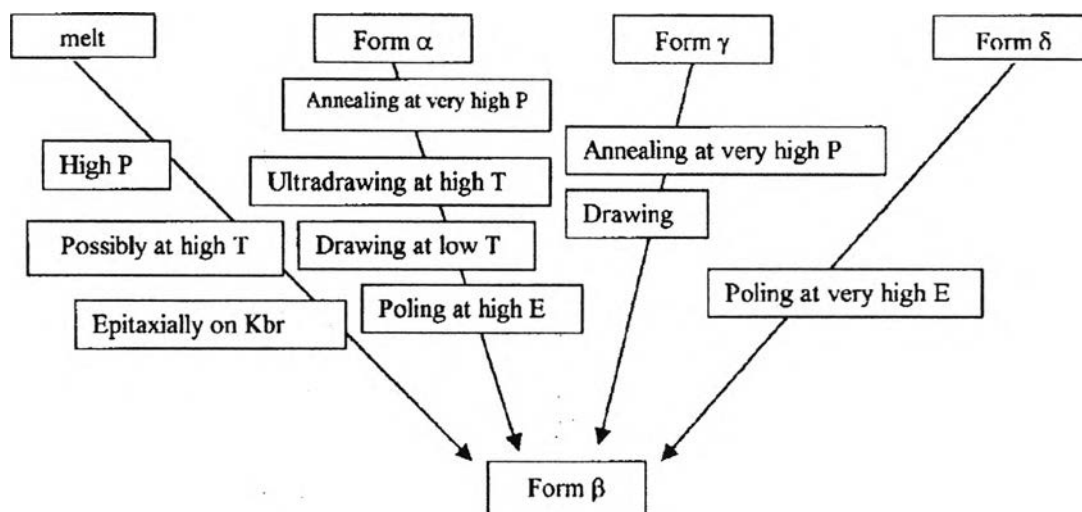 melt
Form α
Form γ
Form δ
Annealing at very high P
High P
Annealing at very high P
Ultradrawing at high T
Drawing
Possibly at high T
Drawing at low T
Poling at very high E
Epitaxially on Kbr
Poling at high E
Form β